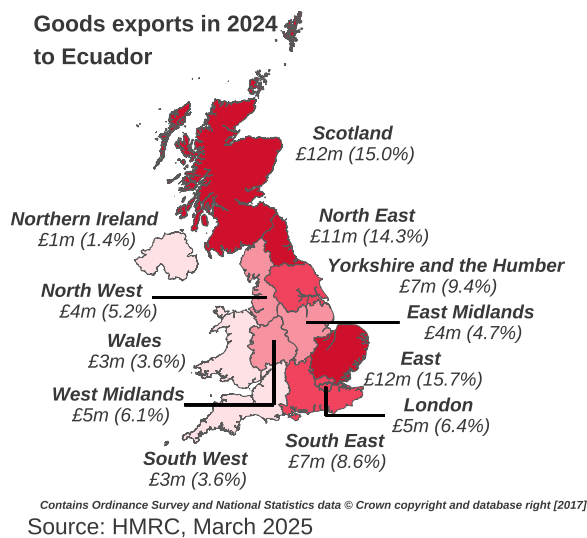 Goods exports in 2024
to Ecuador
Scotland
£12m (15.0%)
Northern Ireland
£1m (1.4%)
North East
£11m (14.3%)
Yorkshire and the Humber
£7m (9.4%)
North West
£4m (5.2%)
East Midlands
£4m (4.7%)
Wales
£3m (3.6%)
East
£12m (15.7%)
West Midlands
£5m (6.1%)
London
£5m (6.4%)
South East
£7m (8.6%)
South West
£3m (3.6%)
Contains Ordinance Survey and National Statistics data © Crown copyright and database right [2017]
Source: HMRC, March 2025